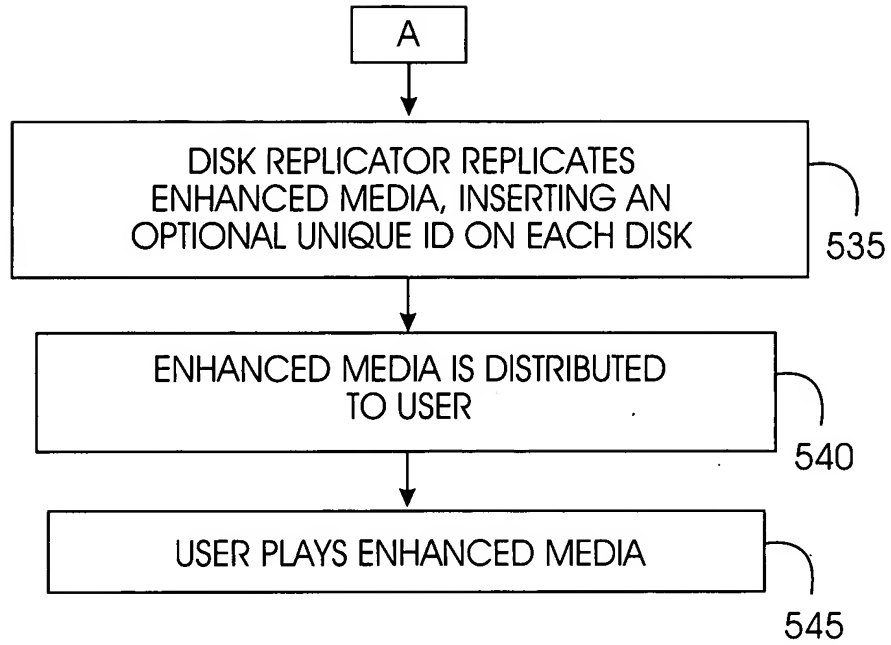 A
DISK REPLICATOR REPLICATES
ENHANCED MEDIA, INSERTING AN
OPTIONAL UNIQUE ID ON EACH DISK
535
ENHANCED MEDIA IS DISTRIBUTED
TO USER
540
USER PLAYS ENHANCED MEDIA
545